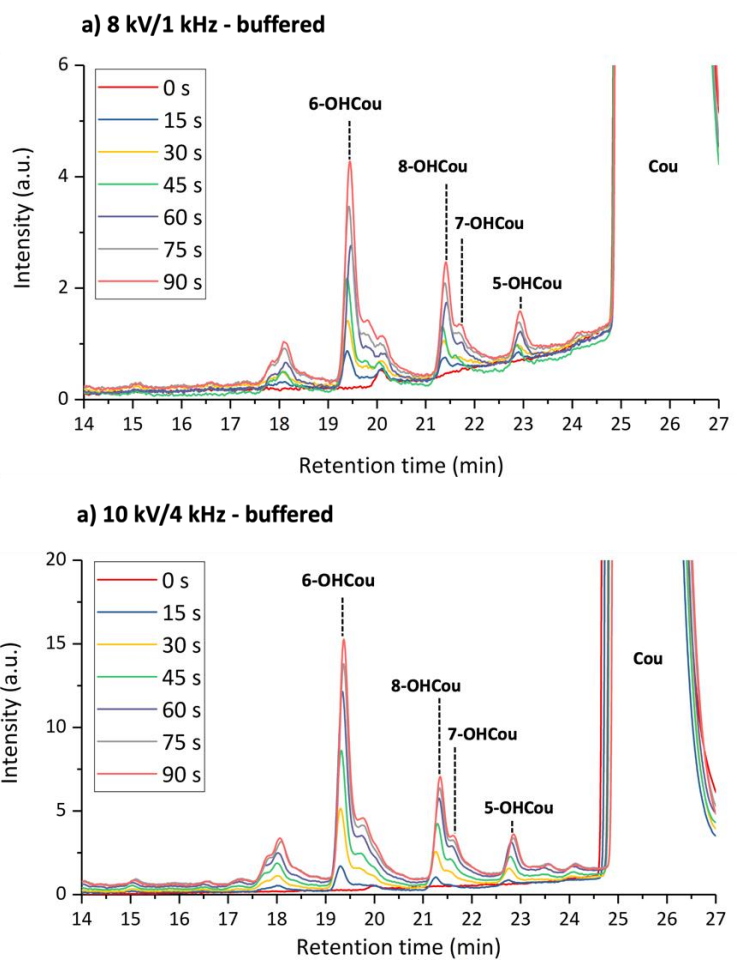 a) 8 kV/1 kHz - buffered
6
4
2
0
Intensity (a.u.)
0 s
15 s
30 s
45 s
60 s
75 s
90 s
6-OHCou
8-OHCou
7-OHCou
5-OHCou
Cou
14 15 16 17 18 19 20 21 22 23 24 25 26 27
Retention time (min)
a) 10 kV/4 kHz - buffered
20
15
10
5
0
Intensity (a.u.)
0 s
15 s
30 s
45 s
60 s
75 s
90 s
6-OHCou
8-OHCou
7-OHCou
5-OHCou
Cou
14 15 16 17 18 19 20 21 22 23 24 25 26 27
Retention time (min)